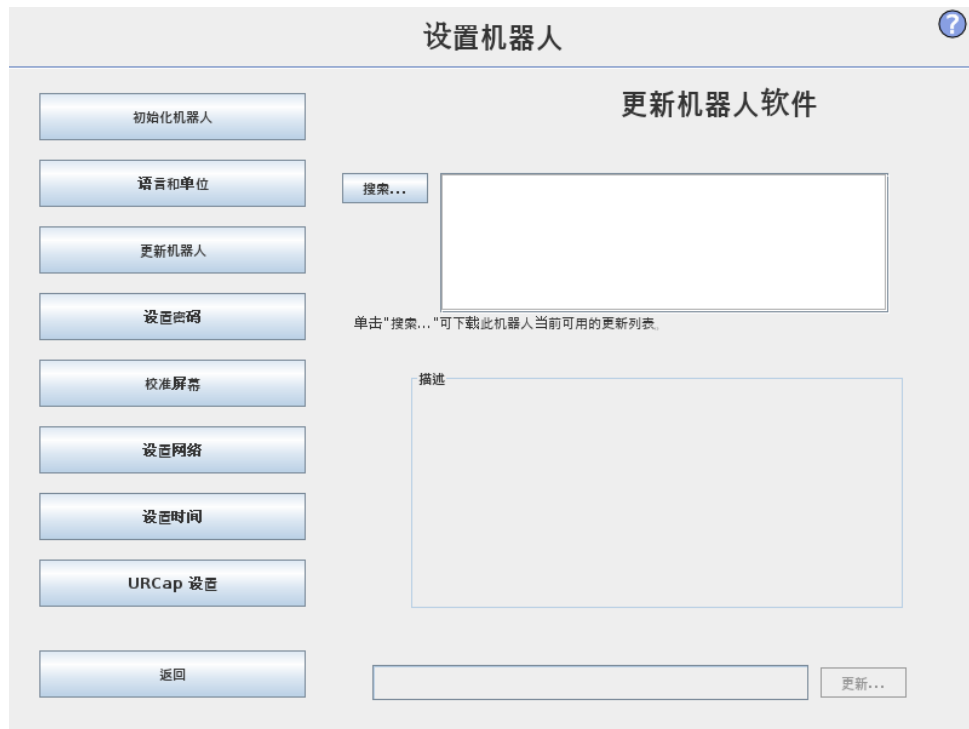 设置机器人
?
初始化机器人
更新机器人软件
语言和单位
搜索...
更新机器人
设置密码
单击"搜索..."可下载此机器人当前可用的更新列表。
校准屏幕
描述
设置网络
设置时间
URCap 设置
返回
更新...